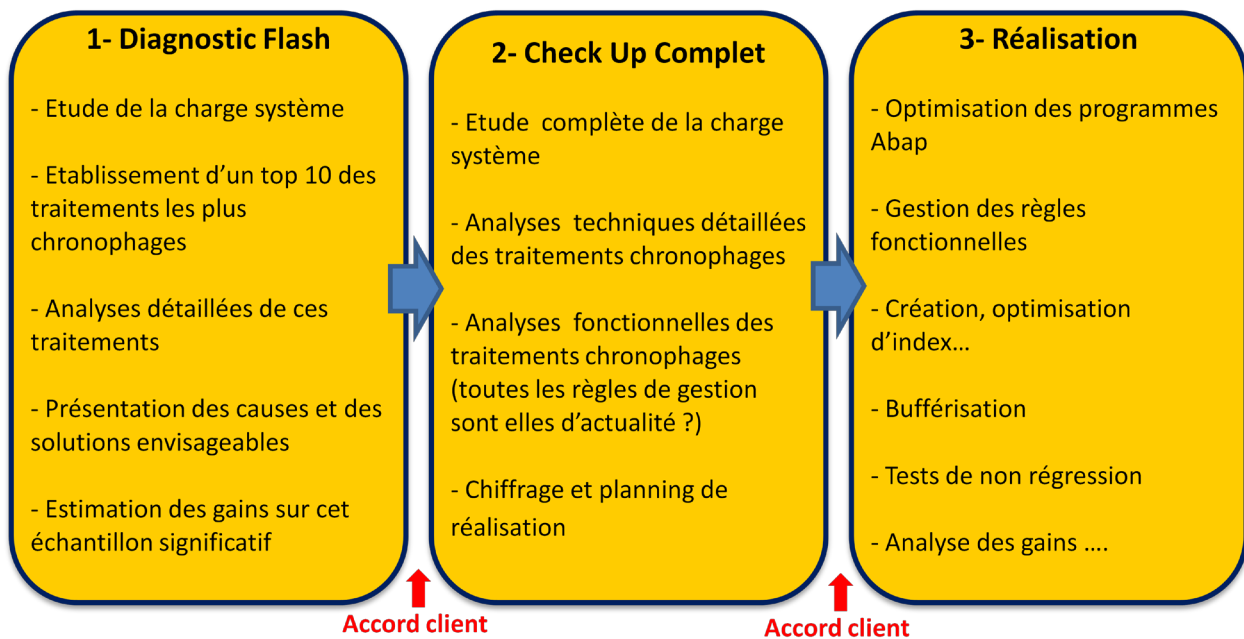 1- Diagnostic Flash
- Etude de la charge système
- Etablissement d’un top 10 des
traitements les plus
chronophages
- Analyses détaillées de ces
traitements
- Présentation des causes et des
solutions envisageables
- Estimation des gains sur cet
échantillon significatif
2- Check Up Complet
- Etude complète de la charge
système
- Analyses techniques détaillées
des traitements chronophages
- Analyses fonctionnelles des
traitements chronophages
(toutes les règles de gestion
sont elles d’actualité ?)
- Chiffrage et planning de
réalisation
3- Réalisation
- Optimisation des programmes
Abap
- Gestion des règles
fonctionnelles
- Création, optimisation
d’index…
- Bufférisation
- Tests de non régression
- Analyse des gains ….
Accord client
Accord client